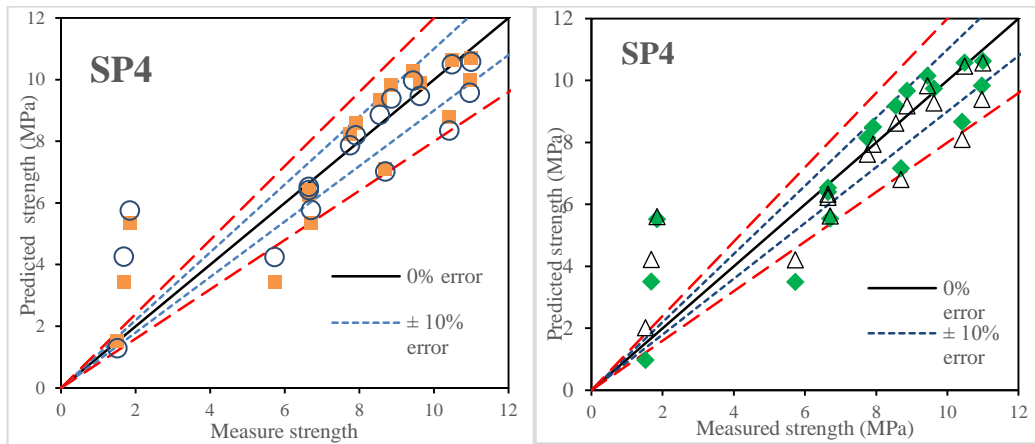 SP4
Predicted strength (MPa)
12
10
8
6
4
2
0
0 2 4 6 8 10 12
Measure strength
0% error
± 10%
error
SP4
Predicted strength (MPa)
12
10
8
6
4
2
0
0 2 4 6 8 10 12
Measured strength (MPa)
0%
error
± 10%
error